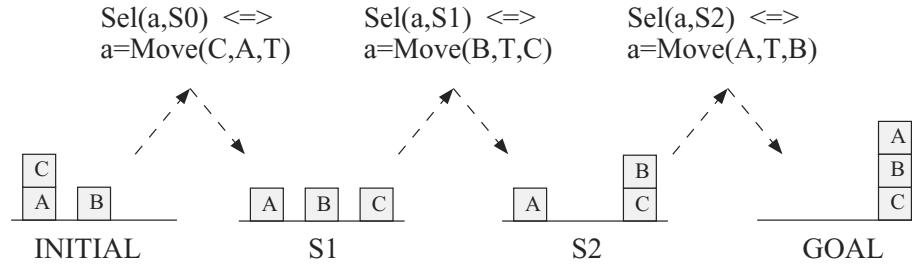 Sel(a,S0) <=>
a=Move(C,A,T)
Sel(a,S1) <=>
a=Move(B,T,C)
Sel(a,S2) <=>
a=Move(A,T,B)
C
A
B
A
B
C
A
B
C
A
B
C
INITIAL
S1
S2
GOAL